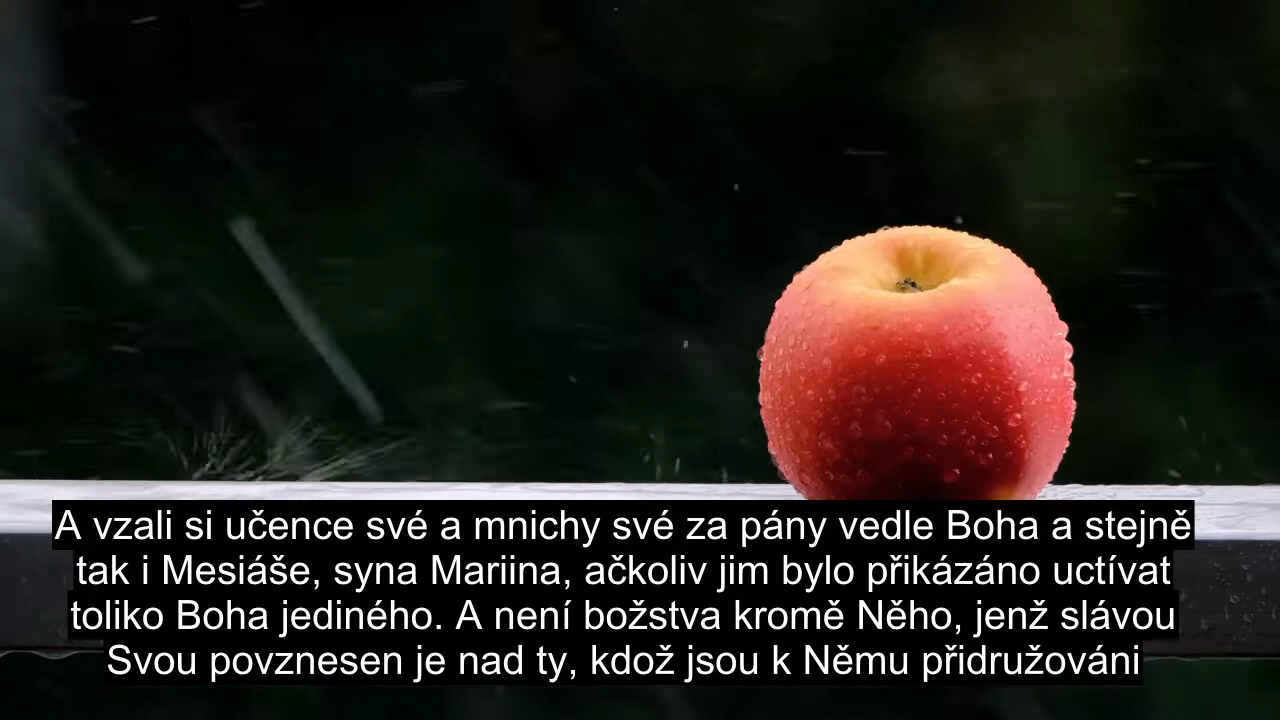 A vzali si učence své a mnichy své za pány vedle Boha a stejně
tak i Mesiáše, syna Mariina, ačkoliv jim bylo přikázáno uctívat
toliko Boha jediného. A není božstva kromě Něho, jenž slávou
Svou povznesen je nad ty, kdož jsou k Němu přidružováni